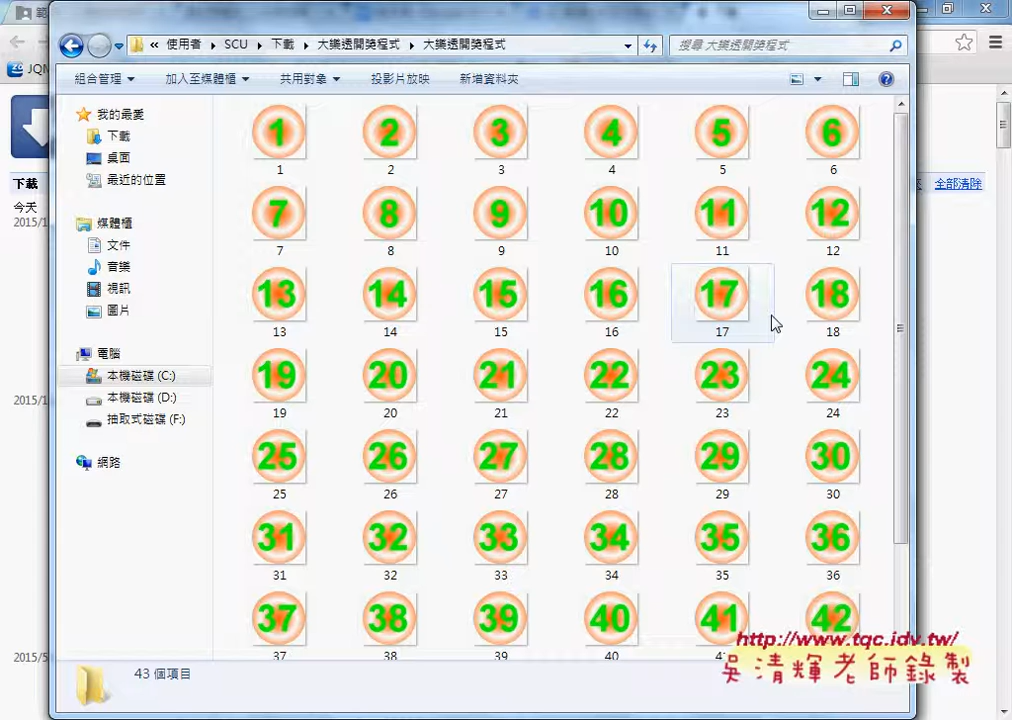 « 使用者 ▸ SCU ▸ 下載 ▸ 大樂透開獎程式 ▸ 大樂透開獎程式
搜尋 大樂透開獎程式
JQM
組合管理 加入至媒體櫃 共用對象 投影片放映 新增資料夾
我的最愛
下載
桌面
最近的位置
媒體櫃
文件
音樂
視訊
圖片
電腦
本機磁碟 (C:)
本機磁碟 (D:)
抽取式磁碟 (F:)
網路
下載
今天
2015/1
2015/1
2015/5
全部清除
1 2 3 4 5 6
1 2 3 4 5 6
7 8 9 10 11 12
7 8 9 10 11 12
13 14 15 16 17 18
13 14 15 16 17 18
19 20 21 22 23 24
19 20 21 22 23 24
25 26 27 28 29 30
25 26 27 28 29 30
31 32 33 34 35 36
31 32 33 34 35 36
37 38 39 40 41 42
37 38 39 40
43 個項目
http://www.tqc.idv.tw/
吳清輝老師錄製